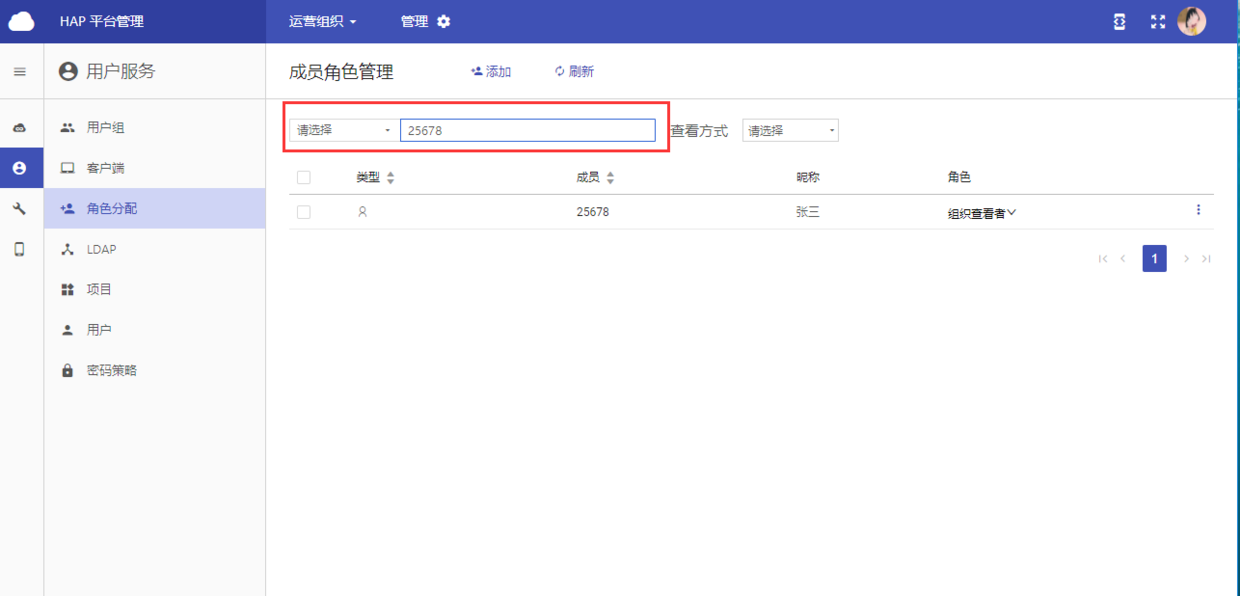 HAP 平台管理 运营组织 管理
用户服务
成员角色管理 添加 刷新
请选择 25678 查看方式 请选择
用户组
客户端
角色分配
LDAP
项目
用户
密码策略
类型 成员 昵称 角色
25678 张三 组织查看者
1